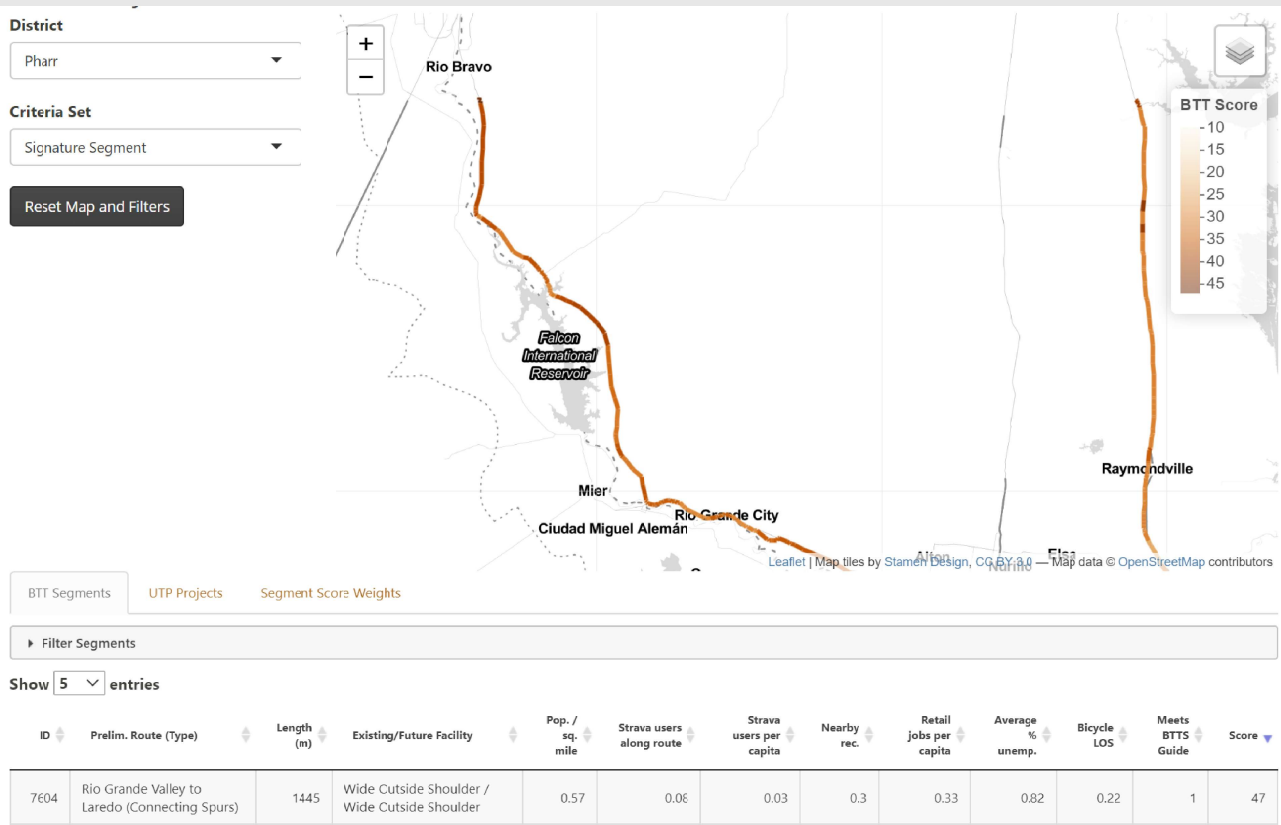 District
Pharr
Criteria Set
Signature Segment
Reset Map and Filters
+
−
Rio Bravo
BTT Score
10
15
20
25
30
35
40
45
Falcon
International
Reservoir
Raymondville
Mier
Rio Grande City
Ciudad Miguel Alemán
Alton
Elsa
Leaflet | Map tiles by Stamen Design, CC BY 3.0 — Map data © OpenStreetMap contributors
BTT Segments
UTP Projects
Segment Score Weights
Filter Segments
Show 5 entries
ID
Prelim. Route (Type)
Length
(m)
Existing/Future Facility
Pop. /
sq.
mile
Strava users
along route
Strava
users per
capita
Nearby
rec.
Retail
jobs per
capita
Average
%
unemp.
Bicycle
LOS
Meets
BTTS
Guide
Score
7604
Rio Grande Valley to
Laredo (Connecting Spurs)
1445
Wide Outside Shoulder /
Wide Outside Shoulder
0.57
0.06
0.03
0.3
0.33
0.82
0.22
1
47